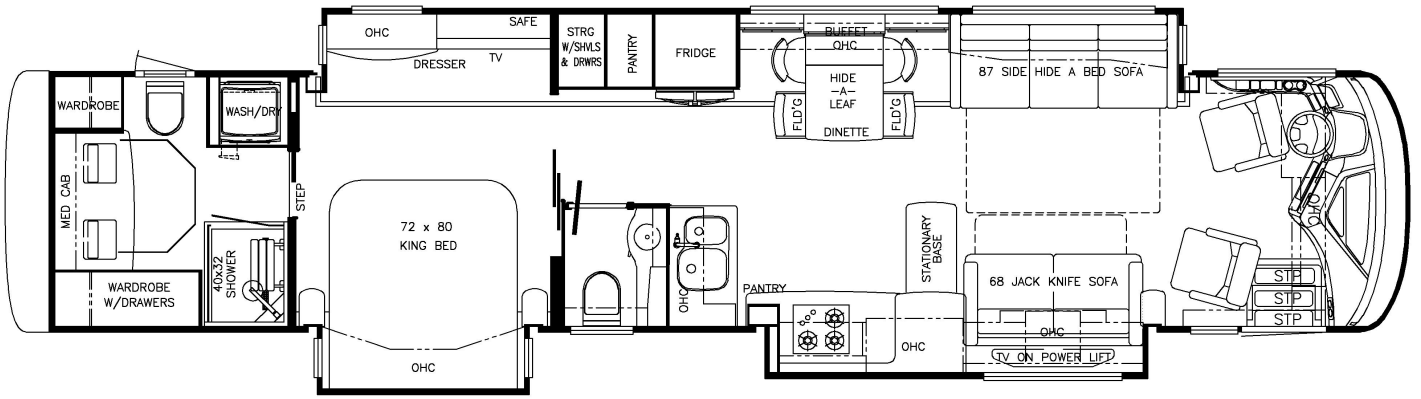 OHC
SAFE
TV
DRESSER
STRG
W/SHVLS
& DRWRS
PANTRY
FRIDGE
BUFFET
OHC
HIDE
-A-
LEAF
DINETTE
FLD'G
FLD'G
87 SIDE HIDE A BED SOFA
WARDROBE
WASH/DRY
MED CAB
STEP
WARDROBE
W/DRAWERS
40x32
SHOWER
72 x 80
KING BED
OHC
OHC
PANTRY
OHC
STATIONARY
BASE
68 JACK KNIFE SOFA
OHC
TV ON POWER LIFT
OHC
STP
STP
STP